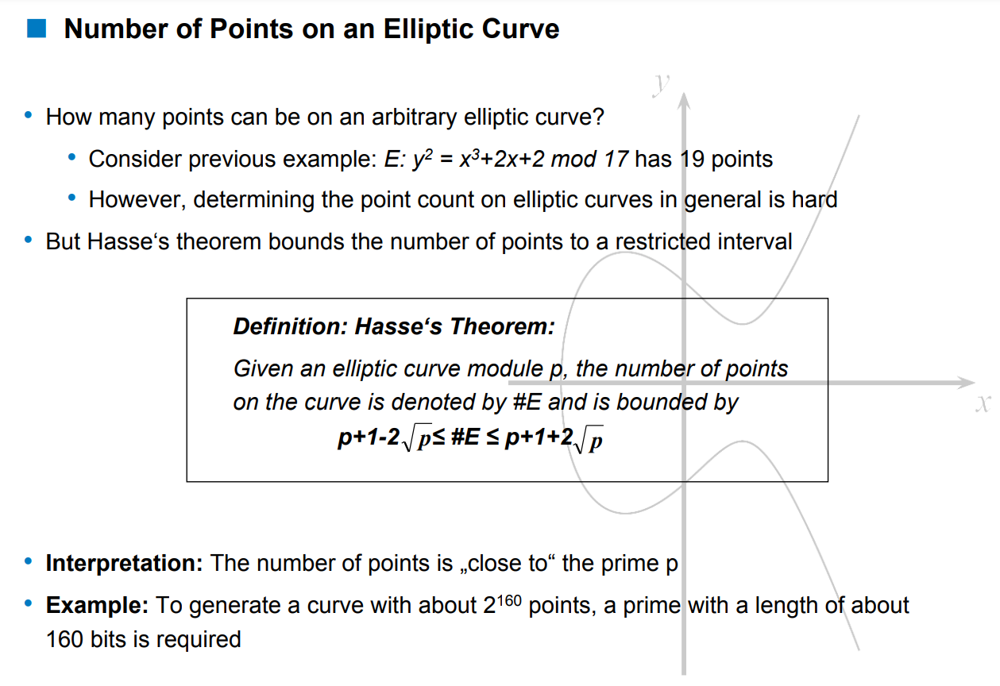 Number of Points on an Elliptic Curve
y
• How many points can be on an arbitrary elliptic curve?
• Consider previous example: E: y² = x³+2x+2 mod 17 has 19 points
• However, determining the point count on elliptic curves in general is hard
• But Hasse‘s theorem bounds the number of points to a restricted interval
Definition: Hasse‘s Theorem:
Given an elliptic curve module p, the number of points
on the curve is denoted by #E and is bounded by
p+1-2√p≤ #E ≤ p+1+2√p
x
• Interpretation: The number of points is „close to“ the prime p
• Example: To generate a curve with about 2¹⁶⁰ points, a prime with a length of about
160 bits is required